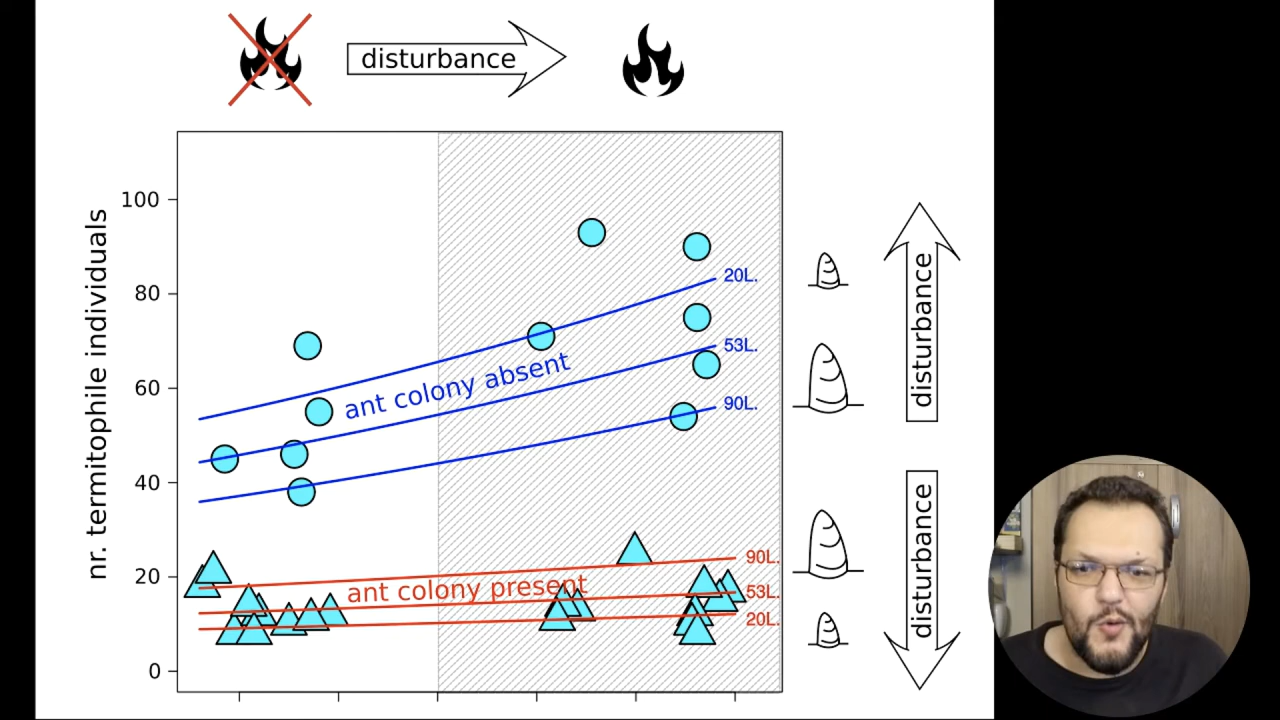 disturbance
nr. termitophile individuals
100
80
60
40
20
0
ant colony absent
20L.
53L.
90L.
ant colony present
90L.
53L.
20L.
disturbance
disturbance